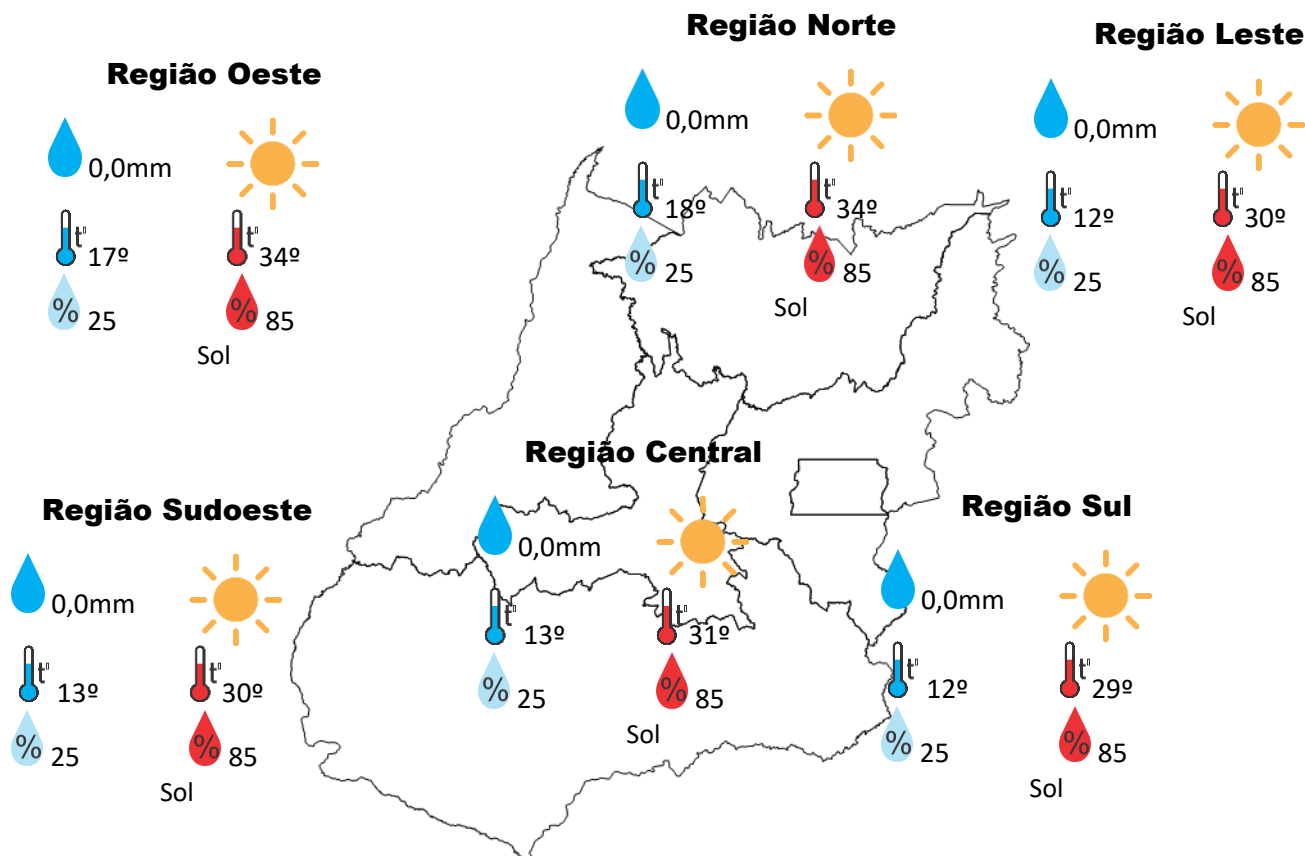 Região Norte
0,0mm
t°
18º
t°
34º
%
25
%
85
Sol
Região Leste
0,0mm
t°
12º
t°
30º
%
25
%
85
Sol
Região Oeste
0,0mm
t°
17º
t°
34º
%
25
%
85
Sol
Região Central
0,0mm
t°
13º
t°
31º
%
25
%
85
Sol
Região Sudoeste
0,0mm
t°
13º
t°
30º
%
25
%
85
Sol
Região Sul
0,0mm
t°
12º
t°
29º
%
25
%
85
Sol